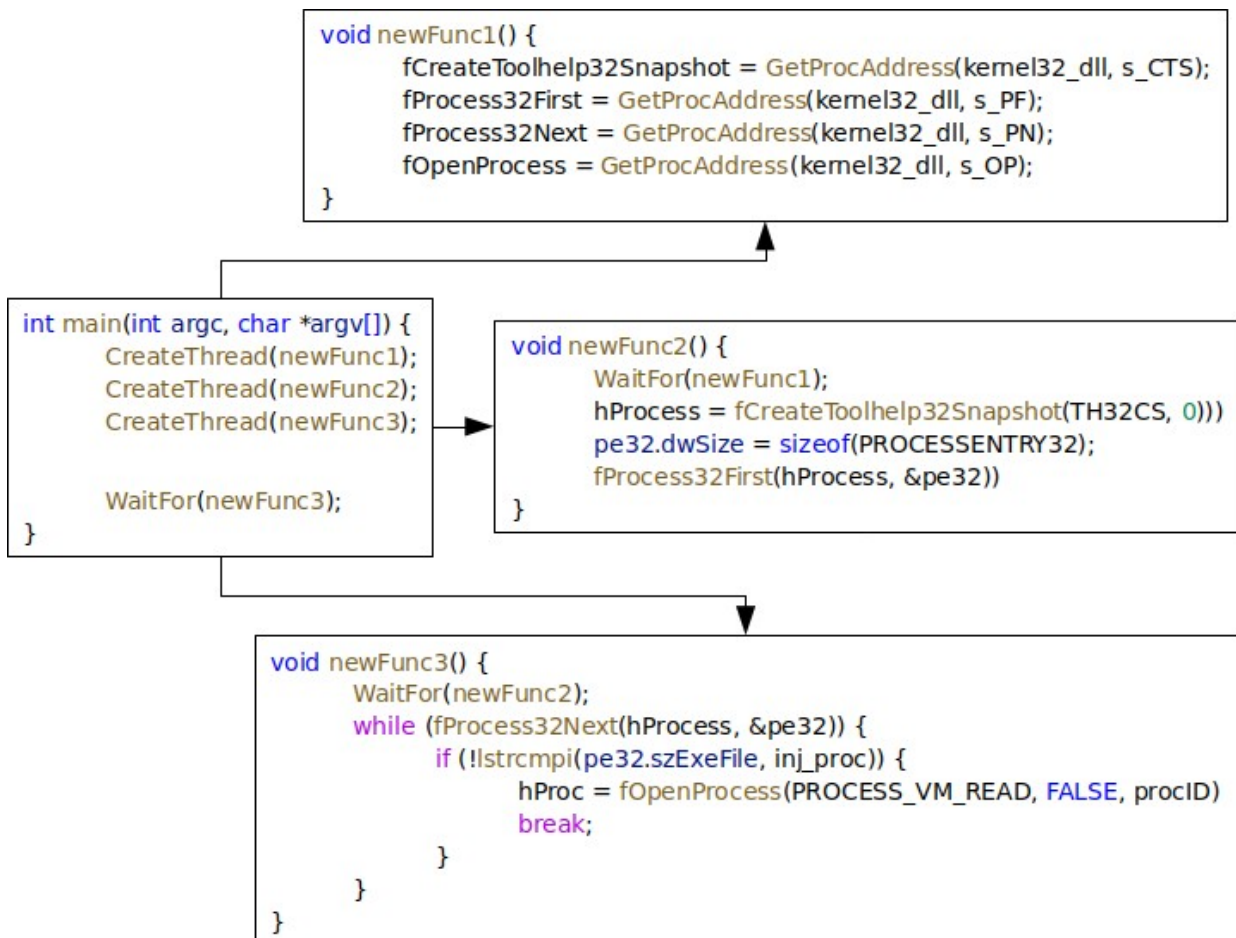 void newFunc1() {
fCreateToolhelp32Snapshot = GetProcAddress(kernel32_dll, s_CTS);
fProcess32First = GetProcAddress(kernel32_dll, s_PF);
fProcess32Next = GetProcAddress(kernel32_dll, s_PN);
fOpenProcess = GetProcAddress(kernel32_dll, s_OP);
}
int main(int argc, char *argv[]) {
CreateThread(newFunc1);
CreateThread(newFunc2);
CreateThread(newFunc3);
WaitFor(newFunc3);
}
void newFunc2() {
WaitFor(newFunc1);
hProcess = fCreateToolhelp32Snapshot(TH32CS, 0)))
pe32.dwSize = sizeof(PROCESSENTRY32);
fProcess32First(hProcess, &pe32))
}
void newFunc3() {
WaitFor(newFunc2);
while (fProcess32Next(hProcess, &pe32)) {
if (!lstrcmpi(pe32.szExeFile, inj_proc)) {
hProc = fOpenProcess(PROCESS_VM_READ, FALSE, procID)
break;
}
}
}